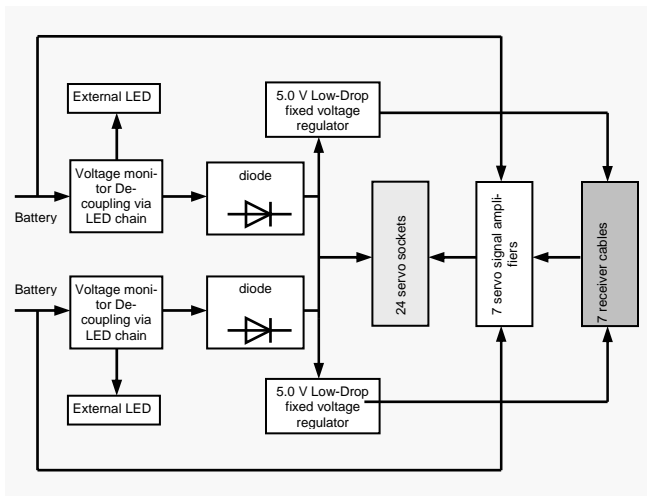 External LED
5.0 V Low-Drop
fixed voltage
regulator
Voltage moni-
tor De-
coupling via
LED chain
diode
Battery
24 servo sockets
7 servo signal ampli-
fiers
7 receiver cables
Battery
Voltage moni-
tor De-
coupling via
LED chain
diode
External LED
5.0 V Low-Drop
fixed voltage
regulator